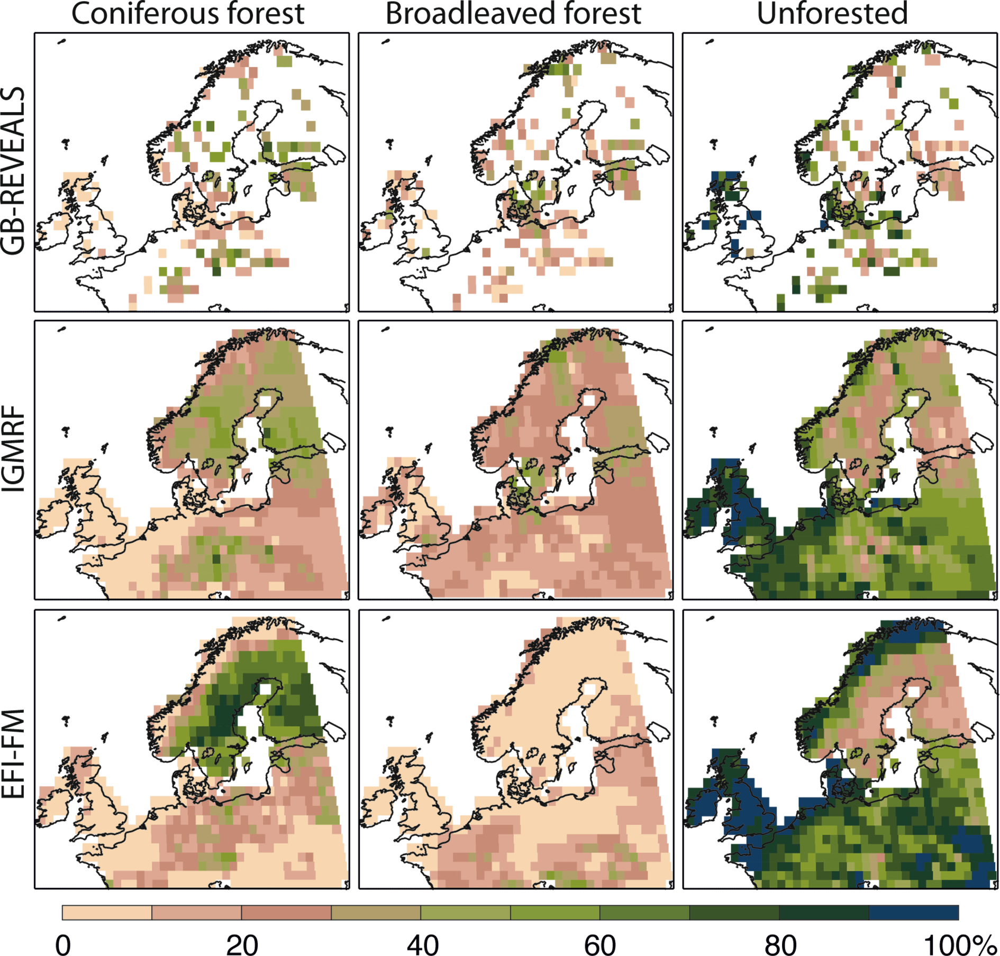 Coniferous forest Broadleaved forest Unforested
GB-REVEALS
IGMRF
EFI-FM
0 20 40 60 80 100%